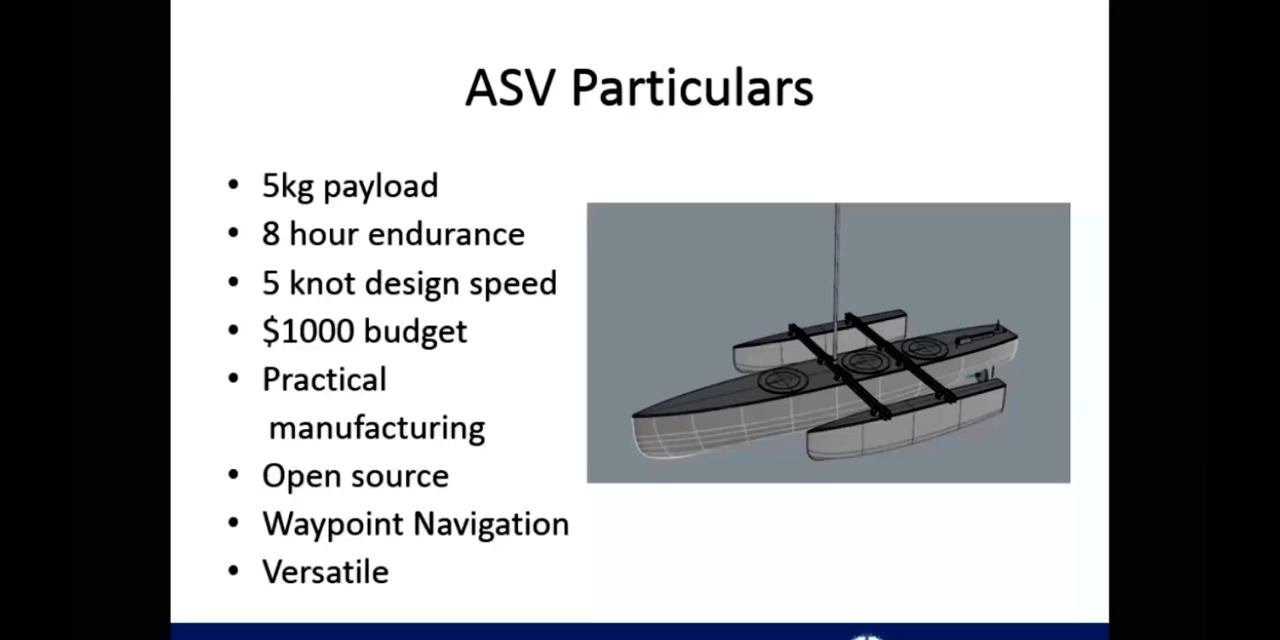 ASV Particulars
• 5kg payload
• 8 hour endurance
• 5 knot design speed
• $1000 budget
• Practical
manufacturing
• Open source
• Waypoint Navigation
• Versatile